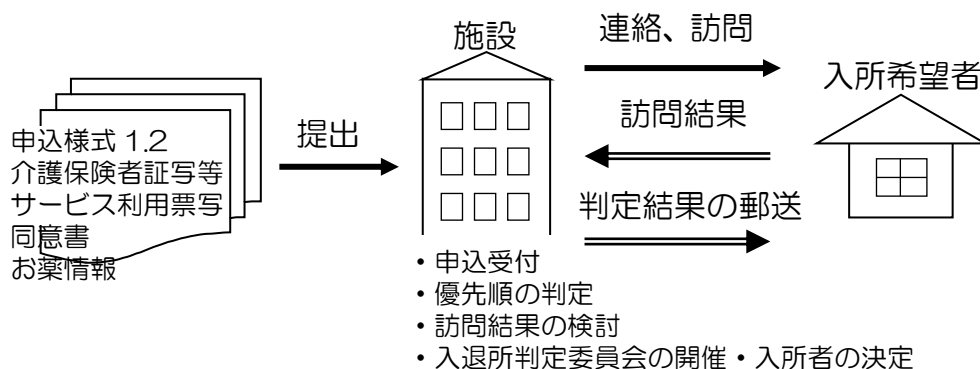 申込様式 1.2
介護保険者証写等
サービス利用票写
同意書
お薬情報
提出
施設
・申込受付
・優先順の判定
・訪問結果の検討
・入退所判定委員会の開催・入所者の決定
連絡、訪問
訪問結果
判定結果の郵送
入所希望者